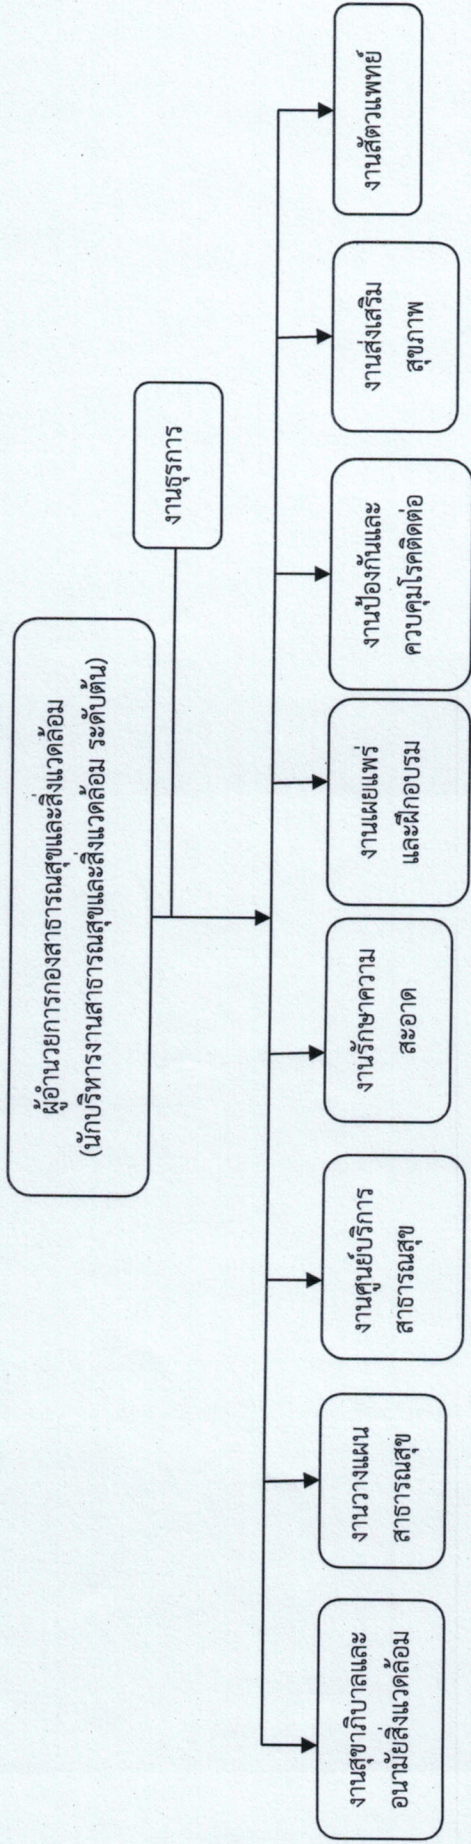 ผู้อำนวยการกองสาธารณสุขและสิ่งแวดล้อม
(นักบริหารงานสาธารณสุขและสิ่งแวดล้อม ระดับต้น)
งานธุรการ
งานสุขาภิบาลและ
อนามัยสิ่งแวดล้อม
งานวางแผน
สาธารณสุข
งานศูนย์บริการ
สาธารณสุข
งานรักษาความ
สะอาด
งานเผยแพร่
และฝึกอบรม
งานป้องกันและ
ควบคุมโรคติดต่อ
งานส่งเสริม
สุขภาพ
งานสัตวแพทย์